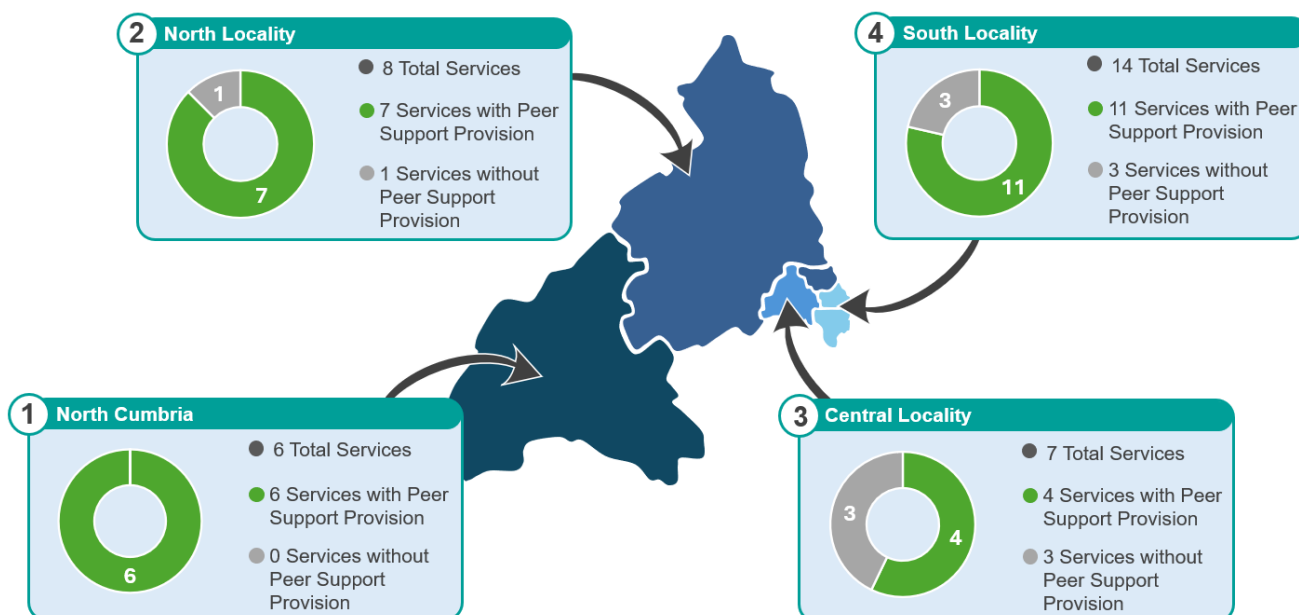 2
North Locality
1
7
8 Total Services
7 Services with Peer
Support Provision
1 Services without
Peer Support
Provision
4
South Locality
3
11
14 Total Services
11 Services with Peer
Support Provision
3 Services without
Peer Support
Provision
1
North Cumbria
6
6 Total Services
6 Services with Peer
Support Provision
0 Services without
Peer Support
Provision
3
Central Locality
3
4
7 Total Services
4 Services with Peer
Support Provision
3 Services without
Peer Support
Provision